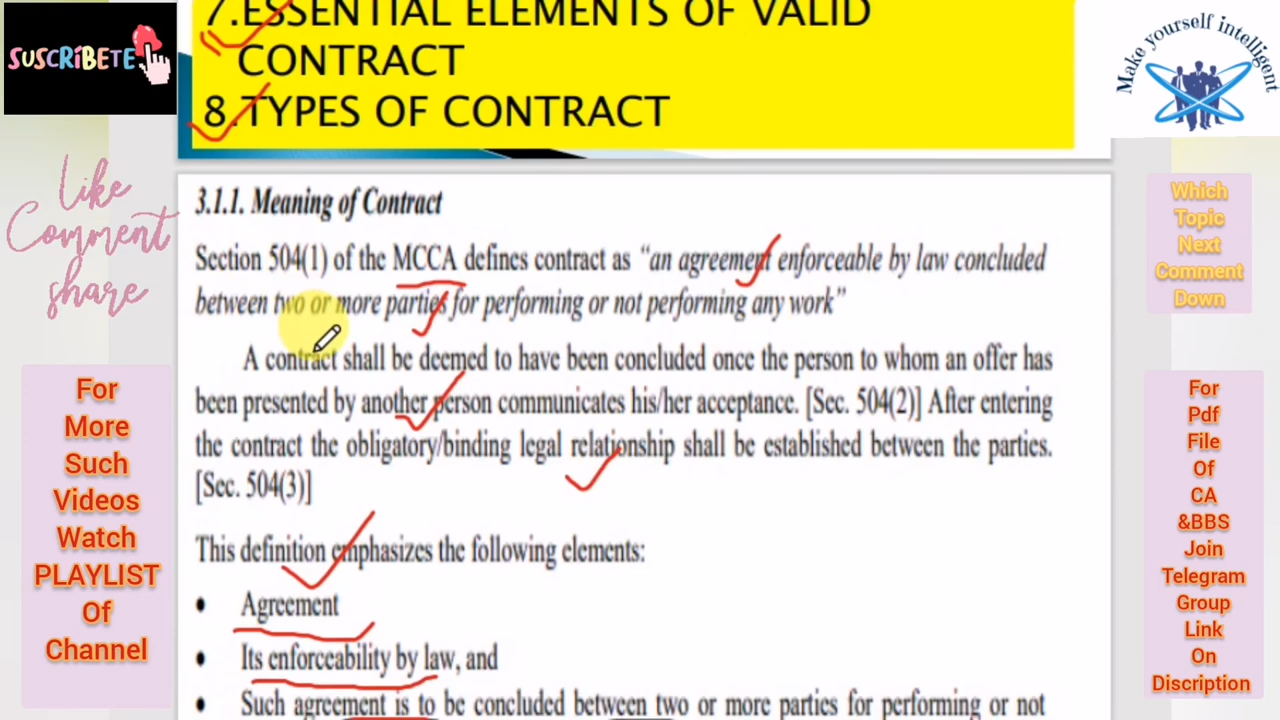 SUSCRÍBETE
7.ESSENTIAL ELEMENTS OF VALID
CONTRACT
8.TYPES OF CONTRACT
Make yourself intelligent
like
Comment
share
3.1.1. Meaning of Contract
Section 504(1) of the MCCA defines contract as “an agreement enforceable by law concluded
between two or more parties for performing or not performing any work”
A contract shall be deemed to have been concluded once the person to whom an offer has
been presented by another person communicates his/her acceptance. [Sec. 504(2)] After entering
the contract the obligatory/binding legal relationship shall be established between the parties.
[Sec. 504(3)]
This definition emphasizes the following elements:
• Agreement
• Its enforceability by law, and
• Such agreement is to be concluded between two or more parties for performing or not
For
More
Such
Videos
Watch
PLAYLIST
Of
Channel
Which
Topic
Next
Comment
Down
For
Pdf
File
Of
CA
&BBS
Join
Telegram
Group
Link
On
Discription